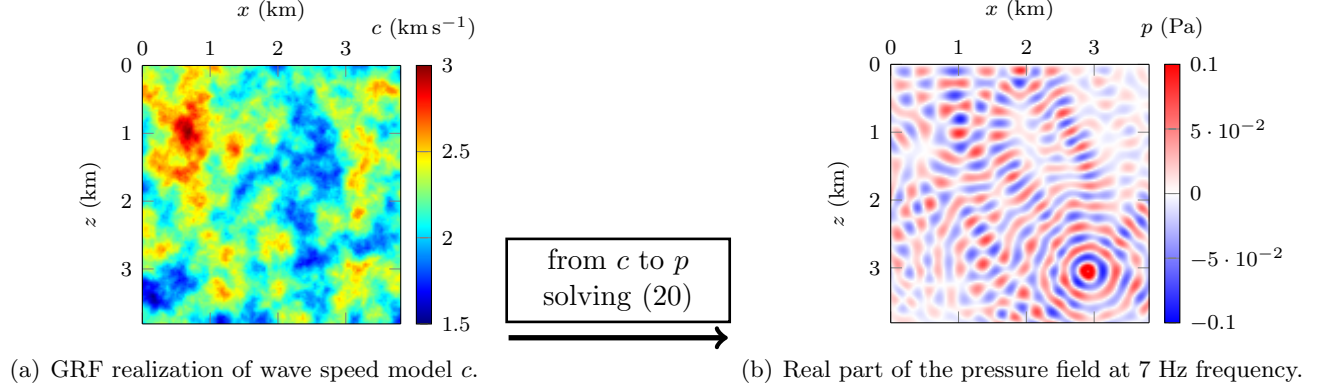 x (km)
c (km s⁻¹)
0 1 2 3
0
1
2
3
z (km)
3
2.5
2
1.5
from c to p
solving (20)
x (km)
p (Pa)
0 1 2 3
0
1
2
3
z (km)
0.1
5 · 10⁻²
0
−5 · 10⁻²
−0.1
(a) GRF realization of wave speed model c.
(b) Real part of the pressure field at 7 Hz frequency.